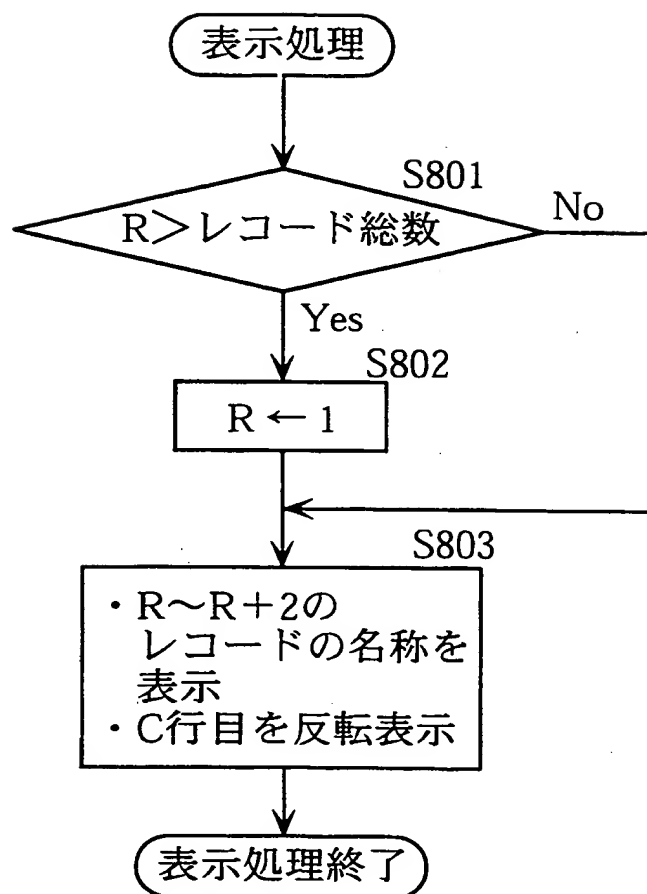 表示処理
S801
R＞レコード総数
No
Yes
S802
R ← 1
S803
・R～R＋2の
レコードの名称を
表示
・C行目を反転表示
表示処理終了